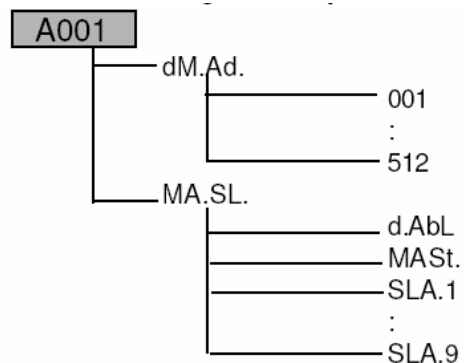 A001
dM.Ad.
001
:
512
MA.SL.
d.AbL
MASt.
SLA.1
:
SLA.9